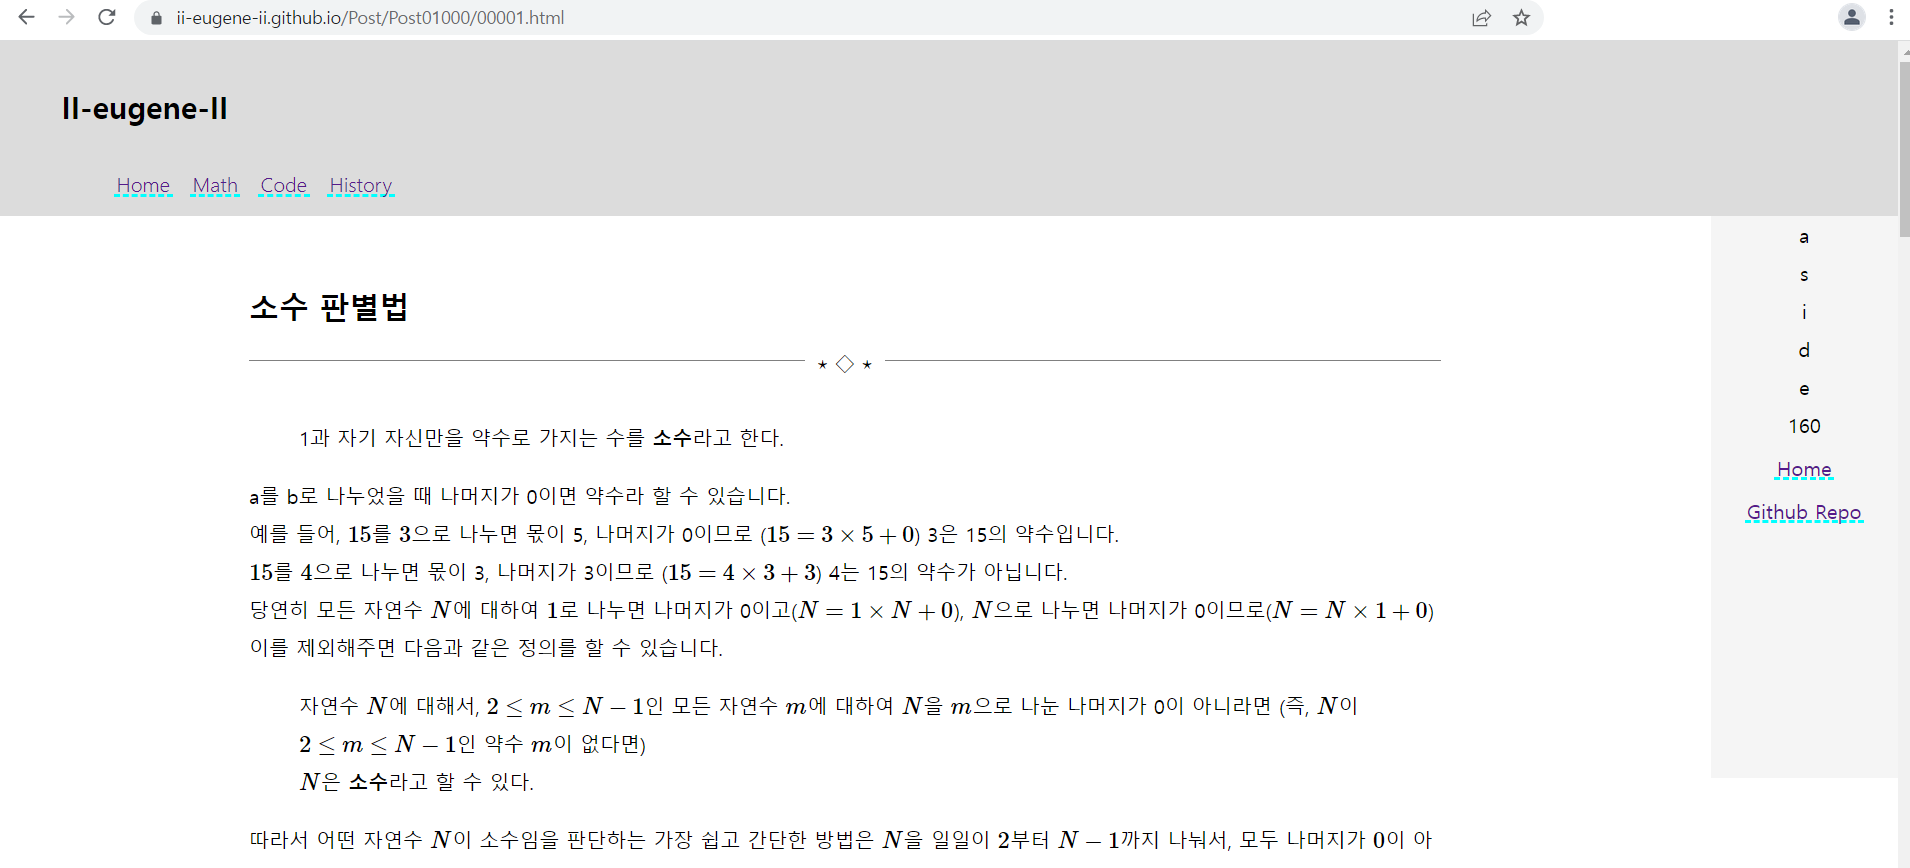 ii-eugene-ii.github.io/Post/Post01000/00001.html
II-eugene-II
Home Math Code History
소수 판별법
⋆ ◇ ⋆
1과 자기 자신만을 약수로 가지는 수를 소수라고 한다.
a를 b로 나누었을 때 나머지가 0이면 약수라 할 수 있습니다.
예를 들어, 15를 3으로 나누면 몫이 5, 나머지가 0이므로 (15 = 3 × 5 + 0) 3은 15의 약수입니다.
15를 4으로 나누면 몫이 3, 나머지가 3이므로 (15 = 4 × 3 + 3) 4는 15의 약수가 아닙니다.
당연히 모든 자연수 N에 대하여 1로 나누면 나머지가 0이고(N = 1 × N + 0), N으로 나누면 나머지가 0이므로(N = N × 1 + 0)
이를 제외해주면 다음과 같은 정의를 할 수 있습니다.
자연수 N에 대해서, 2 ≤ m ≤ N − 1인 모든 자연수 m에 대하여 N을 m으로 나눈 나머지가 0이 아니라면 (즉, N이
2 ≤ m ≤ N − 1인 약수 m이 없다면)
N은 소수라고 할 수 있다.
따라서 어떤 자연수 N이 소수임을 판단하는 가장 쉽고 간단한 방법은 N을 일일이 2부터 N − 1까지 나눠서, 모두 나머지가 0이 아
a
s
i
d
e
160
Home
Github Repo